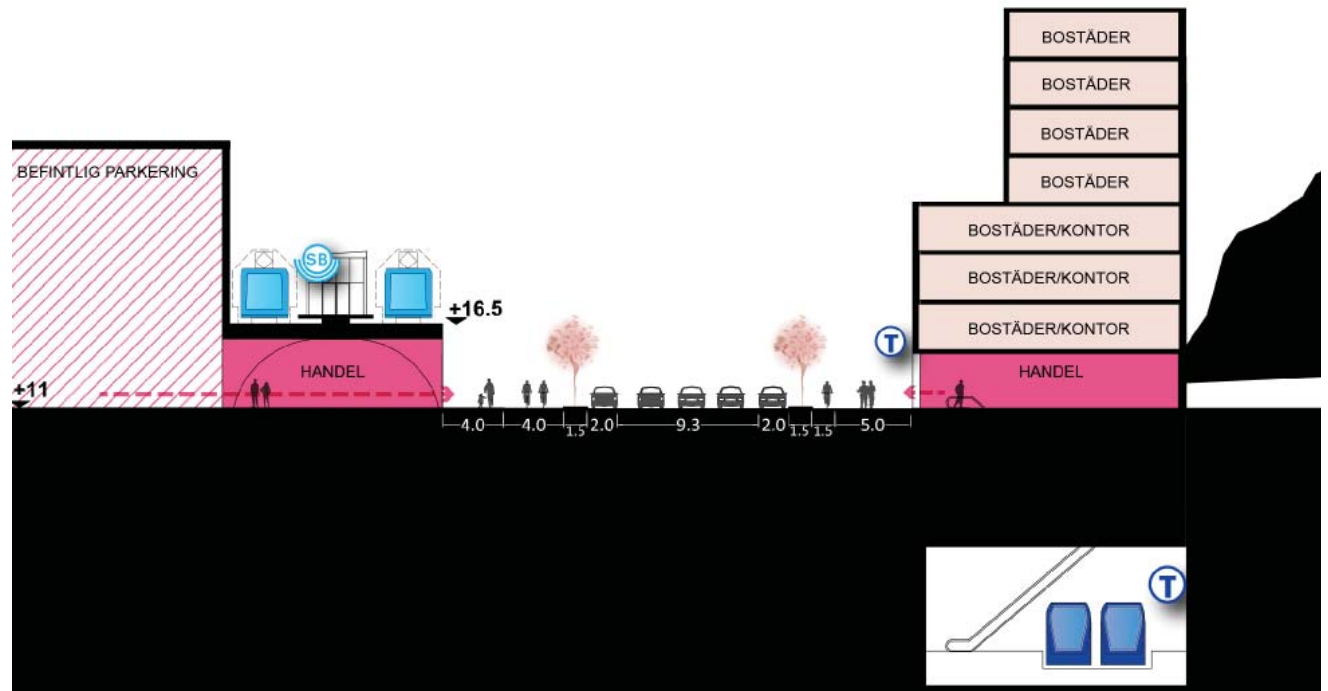 BOSTÄDER
BOSTÄDER
BOSTÄDER
BOSTÄDER
BEFINTLIG PARKERING
BOSTÄDER/KONTOR
SB
BOSTÄDER/KONTOR
+16.5
BOSTÄDER/KONTOR
T
HANDEL
HANDEL
+11
4.0 4.0 1.5 2.0 9.3 2.0 1.5 1.5 5.0
T